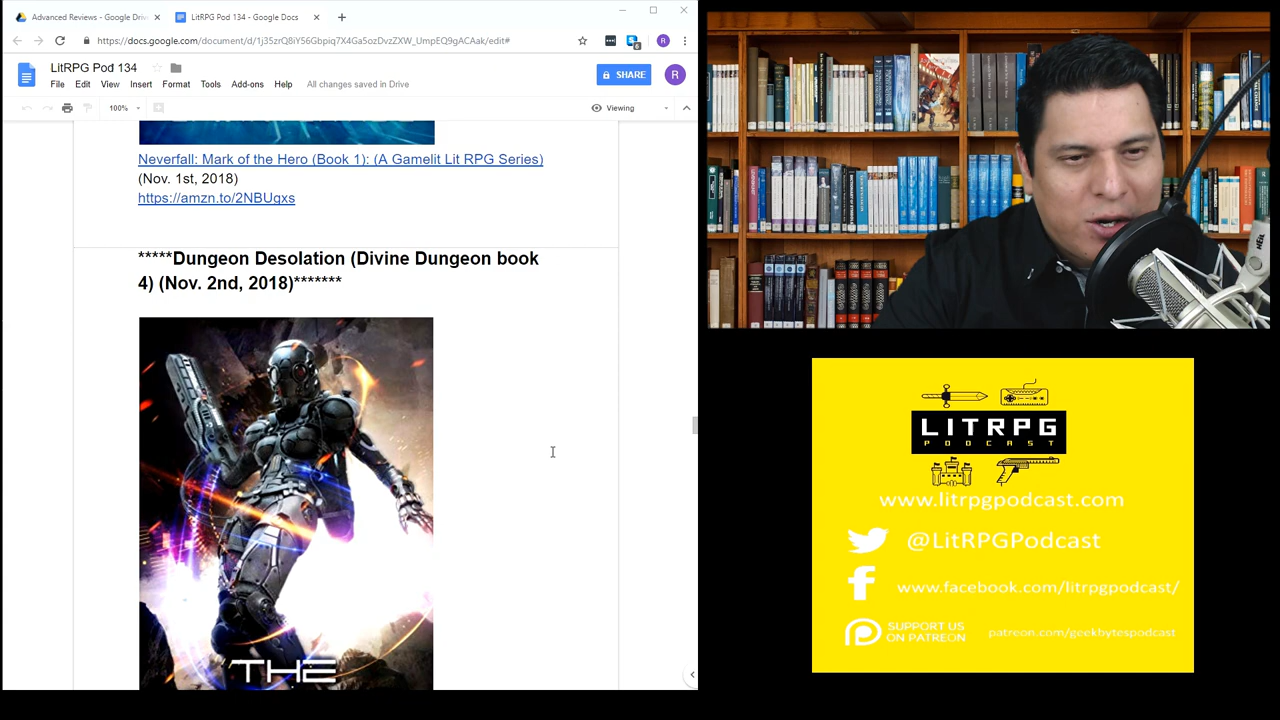 Advanced Reviews - Google Driv
LitRPG Pod 134 - Google Docs
https://docs.google.com/document/d/1j35zrQ8iY56Gbpiq7X4Ga5ozDvzZXW_UmpEQ9gACAak/edit#
R
LitRPG Pod 134
SHARE
R
File Edit View Insert Format Tools Add-ons Help All changes saved in Drive
100%
Viewing
Neverfall: Mark of the Hero (Book 1): (A Gamelit Lit RPG Series)
(Nov. 1st, 2018)
https://amzn.to/2NBUqxs
*****Dungeon Desolation (Divine Dungeon book
4) (Nov. 2nd, 2018)*******
THE
LITRPG
PODCAST
www.litrpgpodcast.com
@LitRPGPodcast
www.facebook.com/litrpgpodcast/
SUPPORT US
ON PATREON
patreon.com/geekbytespodcast